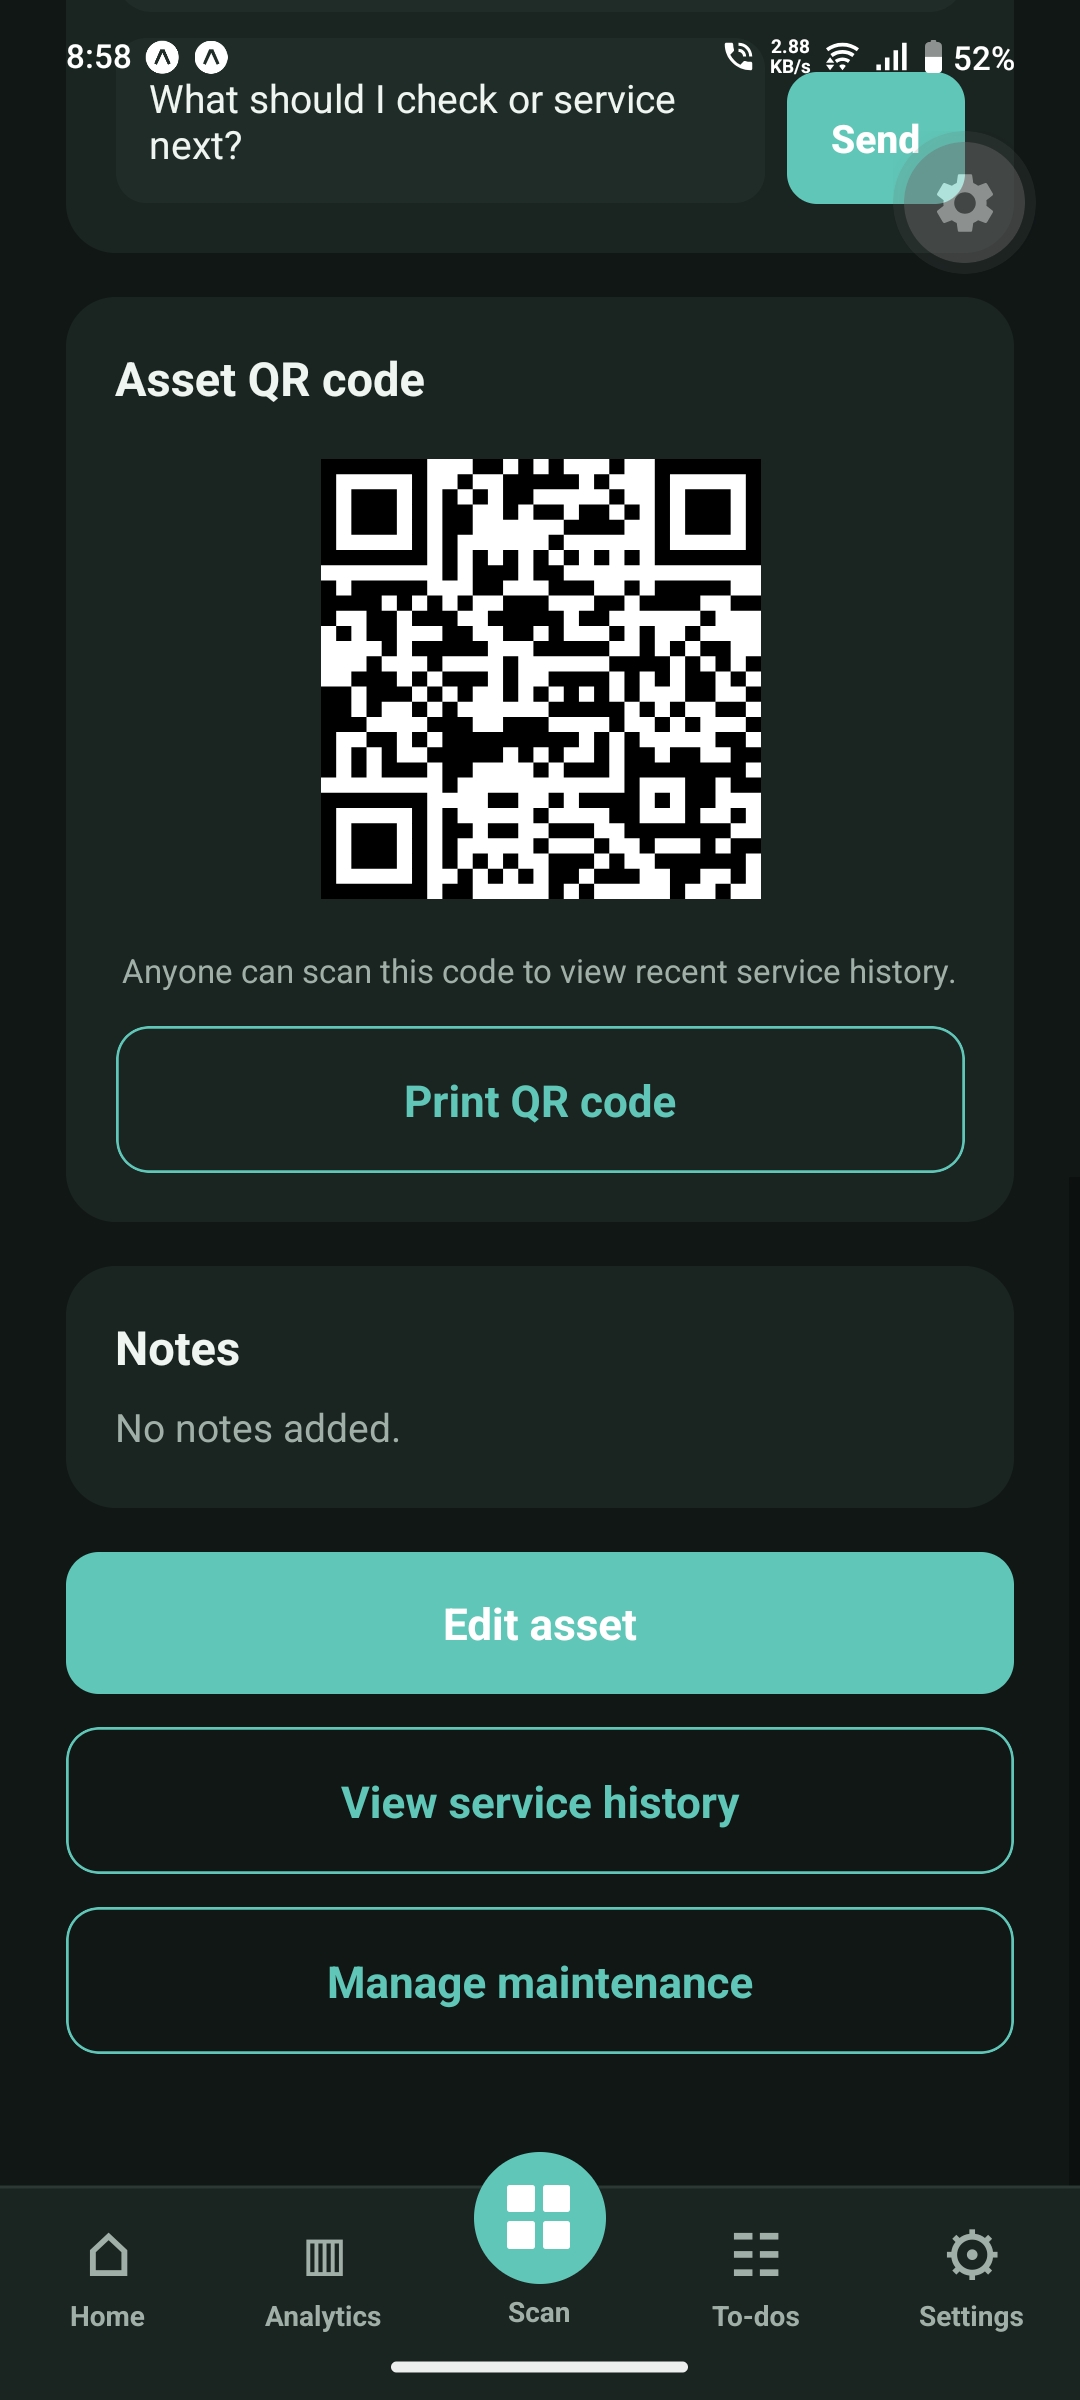 8:58
2.88
KB/s
52%
What should I check or service
next?
Send
Asset QR code
Anyone can scan this code to view recent service history.
Print QR code
Notes
No notes added.
Edit asset
View service history
Manage maintenance
Home
Analytics
Scan
To-dos
Settings